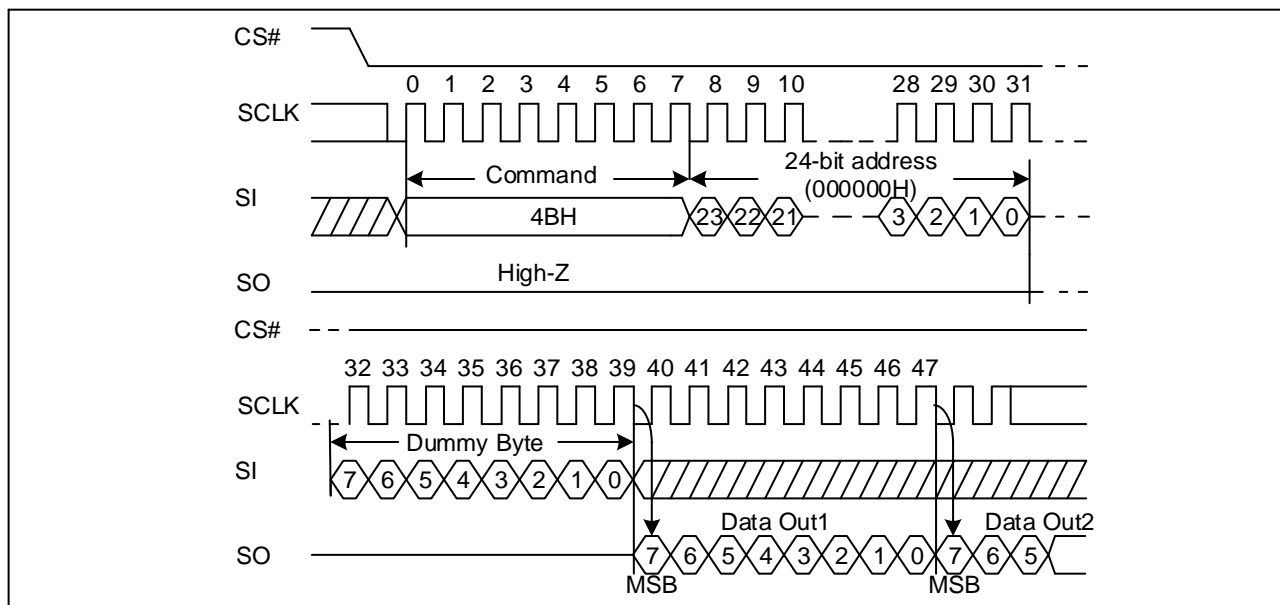 CS#
0 1 2 3 4 5 6 7 8 9 10 28 29 30 31
SCLK
Command 24-bit address
(000000H)
SI
4BH 23 22 21 3 2 1 0
High-Z
SO
CS#
32 33 34 35 36 37 38 39 40 41 42 43 44 45 46 47
SCLK
Dummy Byte
SI
7 6 5 4 3 2 1 0
Data Out1 Data Out2
SO
7 6 5 4 3 2 1 0 7 6 5
MSB MSB